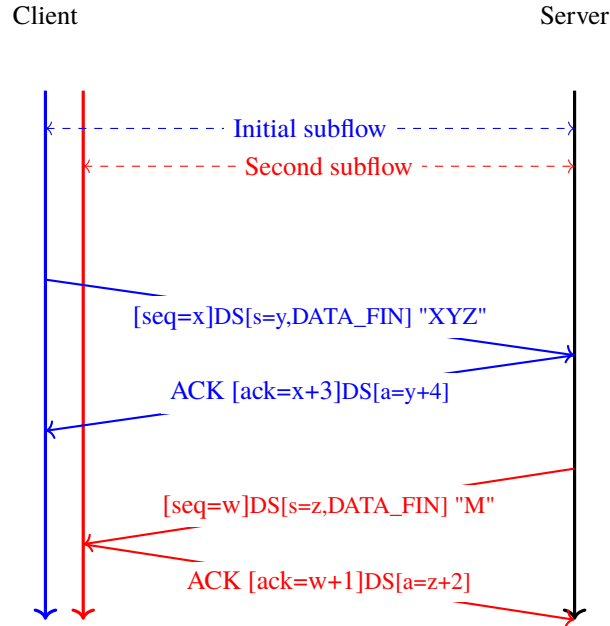 Client
Server
Initial subflow
Second subflow
[seq=x]DS[s=y,DATA_FIN] "XYZ"
ACK [ack=x+3]DS[a=y+4]
[seq=w]DS[s=z,DATA_FIN] "M"
ACK [ack=w+1]DS[a=z+2]